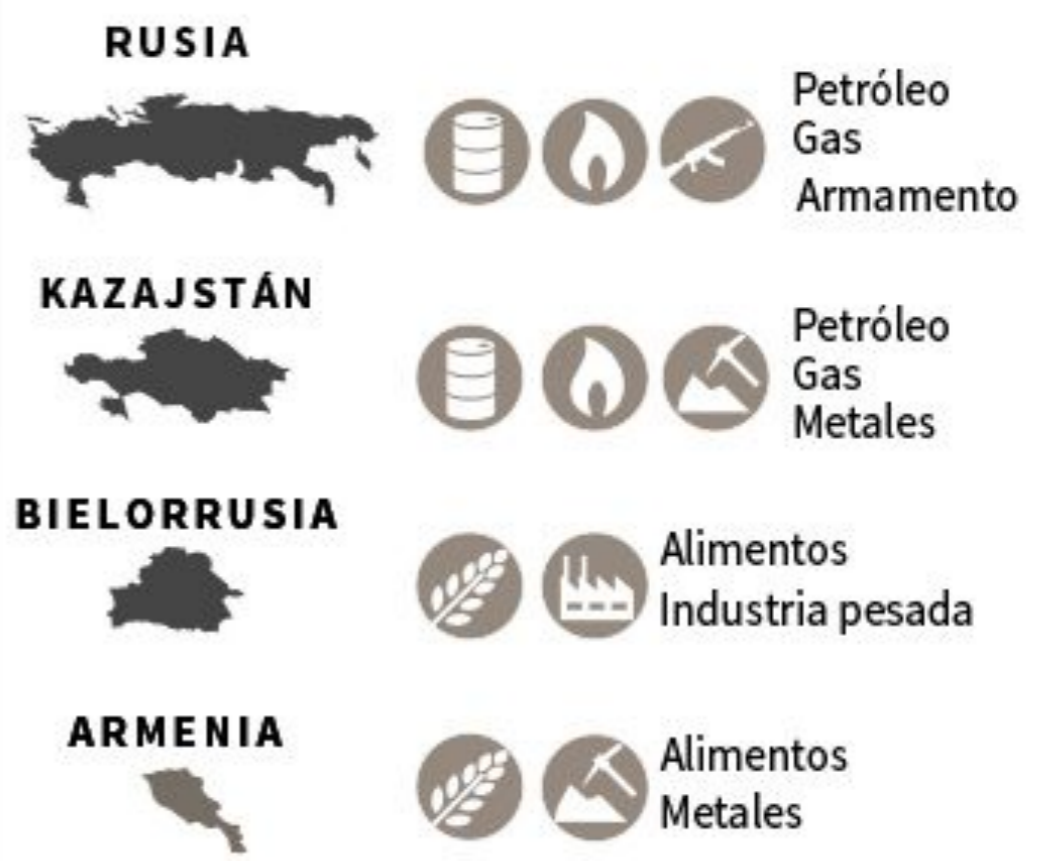 RUSIA
Petróleo
Gas
Armamento
KAZAJSTÁN
Petróleo
Gas
Metales
BIELORRUSIA
Alimentos
Industria pesada
ARMENIA
Alimentos
Metales